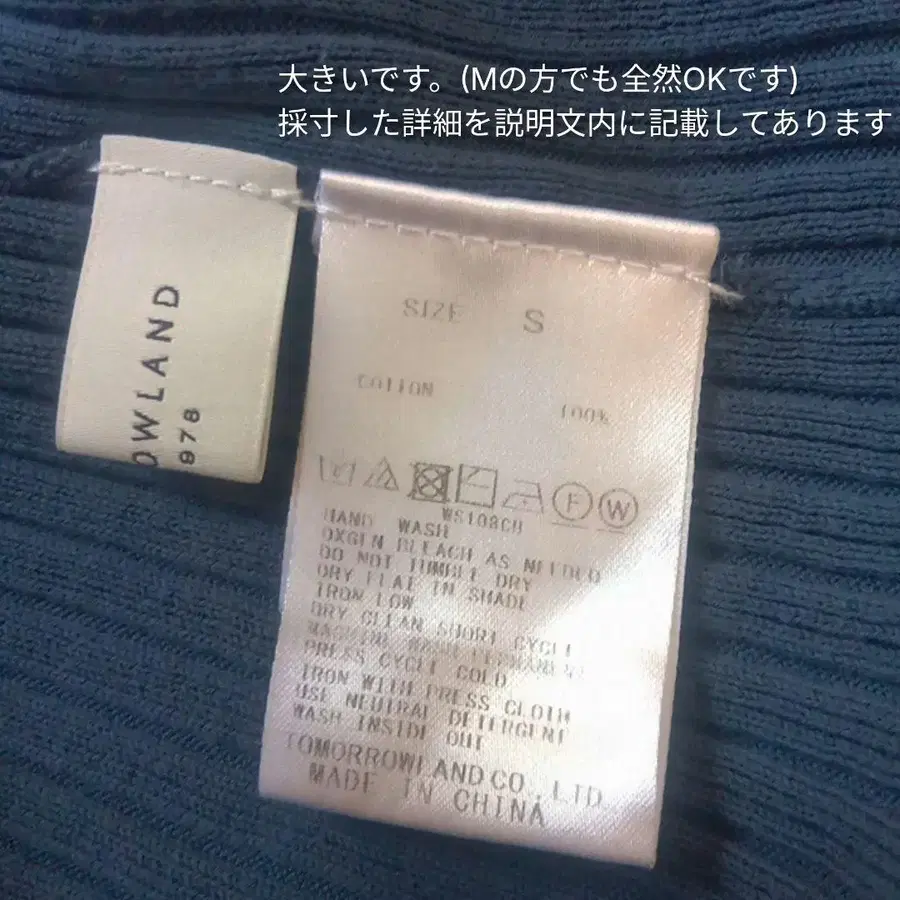 大きいです。(Mの方でも全然OKです)
採寸した詳細を説明文内に記載してあります
OWLAND
978
SIZE S
COTTON
100%
F W
WS108CU
HAND WASH
OXGEN BLEACH AS NEEDED
DO NOT TUMBLE DRY
DRY FLAT IN SHADE
IRON LOW
DRY CLEAN SHORT CYCLE
PRESS CYCLE COLD
IRON WITH PRESS CLOTH
USE NEUTRAL DETERGENT
WASH INSIDE OUT
TOMORROWLAND CO., LTD.
MADE IN CHINA